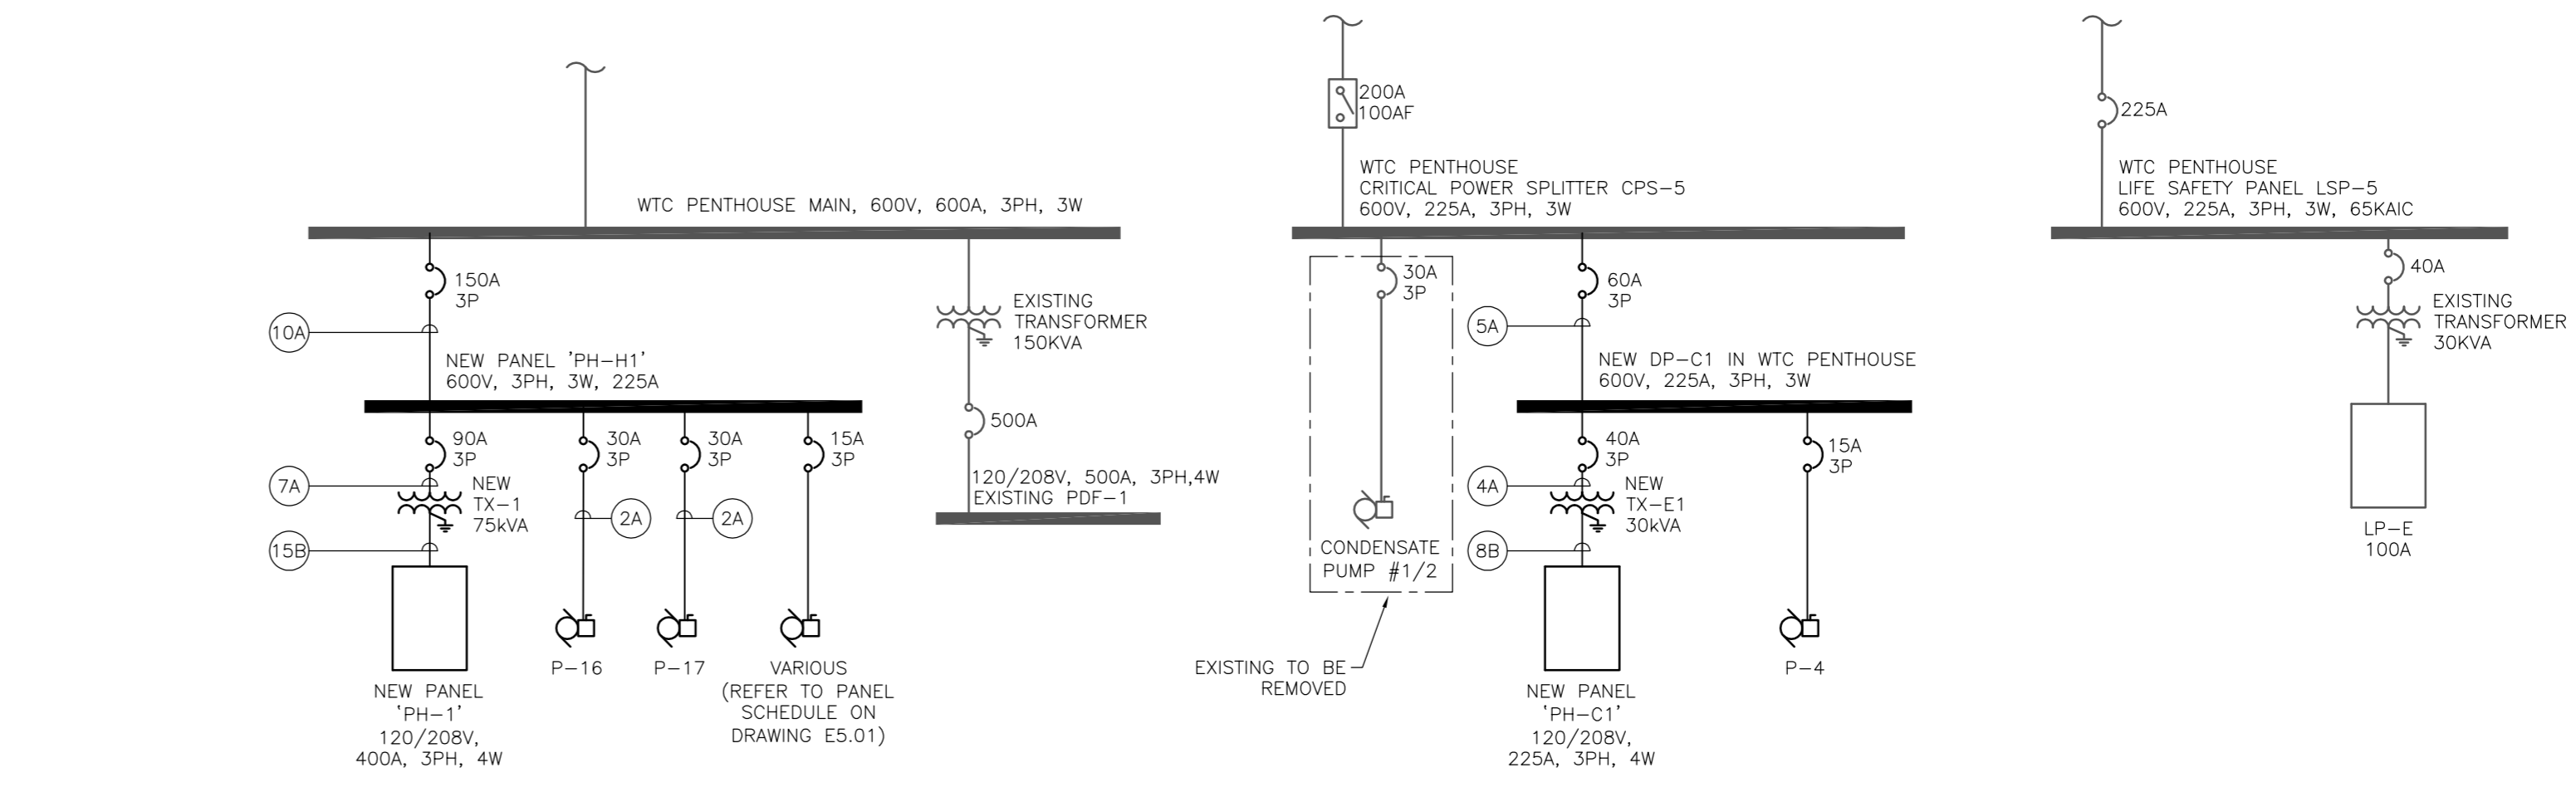 WTC PENTHOUSE MAIN, 600V, 600A, 3PH, 3W
150A
3P
10A
NEW PANEL 'PH-H1'
600V, 3PH, 3W, 225A
90A
3P
7A
NEW
TX-1
75kVA
15B
NEW PANEL
'PH-1'
120/208V,
400A, 3PH, 4W
30A
3P
2A
P-16
30A
3P
2A
P-17
15A
3P
VARIOUS
(REFER TO PANEL
SCHEDULE ON
DRAWING E5.01)
EXISTING
TRANSFORMER
150KVA
500A
120/208V, 500A, 3PH,4W
EXISTING PDF-1
200A
100AF
WTC PENTHOUSE
CRITICAL POWER SPLITTER CPS-5
600V, 225A, 3PH, 3W
30A
3P
CONDENSATE
PUMP #1/2
EXISTING TO BE
REMOVED
60A
3P
5A
NEW DP-C1 IN WTC PENTHOUSE
600V, 225A, 3PH, 3W
40A
3P
4A
NEW
TX-E1
30kVA
8B
NEW PANEL
'PH-C1'
120/208V,
225A, 3PH, 4W
15A
3P
P-4
225A
WTC PENTHOUSE
LIFE SAFETY PANEL LSP-5
600V, 225A, 3PH, 3W, 65KAIC
40A
EXISTING
TRANSFORMER
30KVA
LP-E
100A